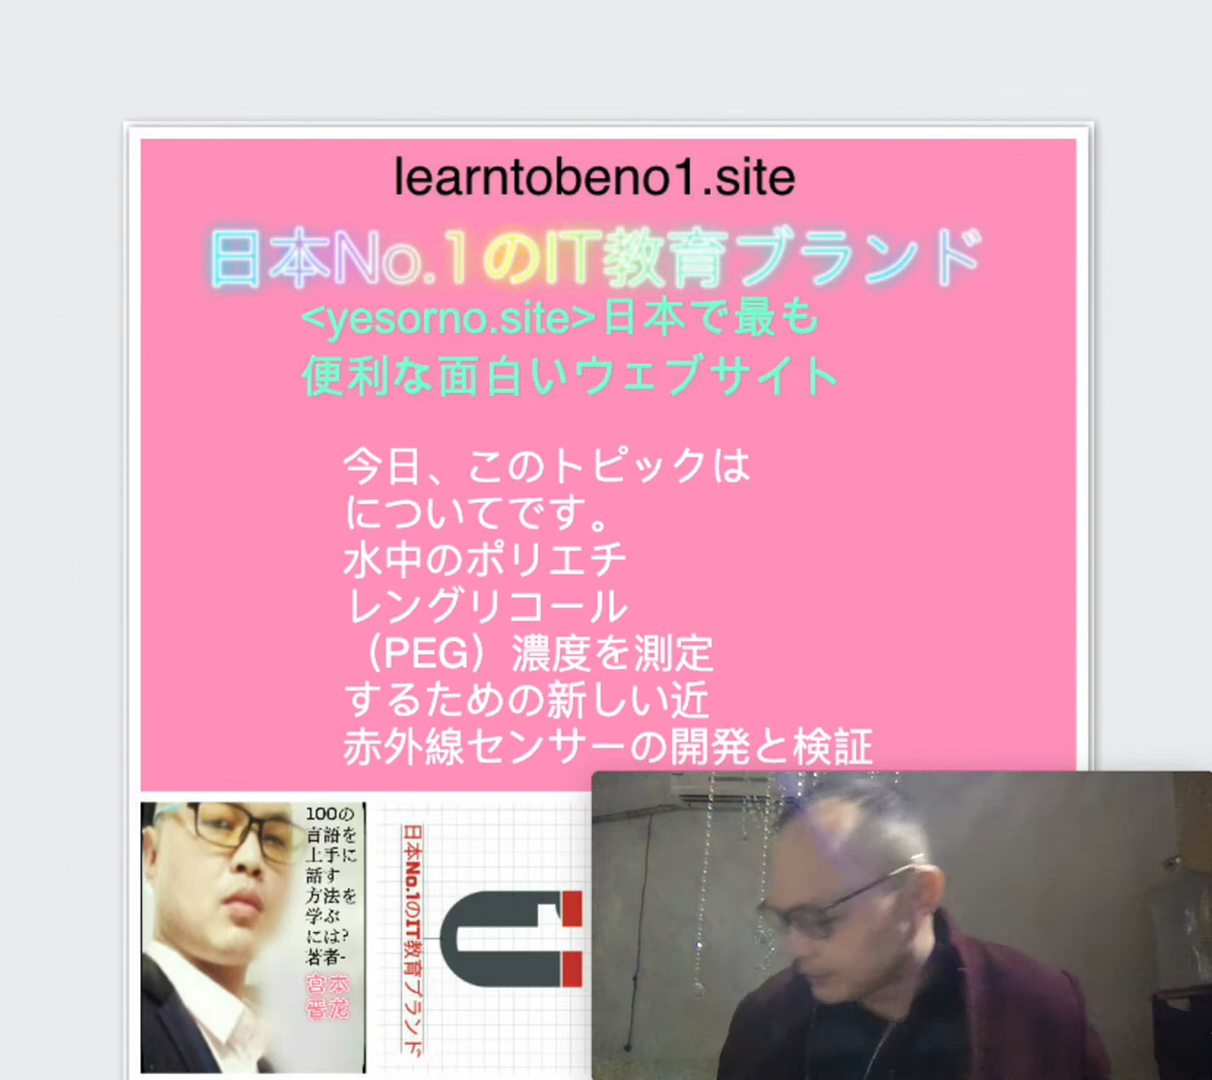 learntobeno1.site
日本No.1のIT教育ブランド
<yesorno.site>日本で最も
便利な面白いウェブサイト
今日、このトピックは
についてです。
水中のポリエチ
レングリコール
（PEG）濃度を測定
するための新しい近
赤外線センサーの開発と検証
100の
言語を
上手に
話す
方法を
学ぶ
には?
著者-
宮本
晋龙
日本No.1のIT教育ブランド